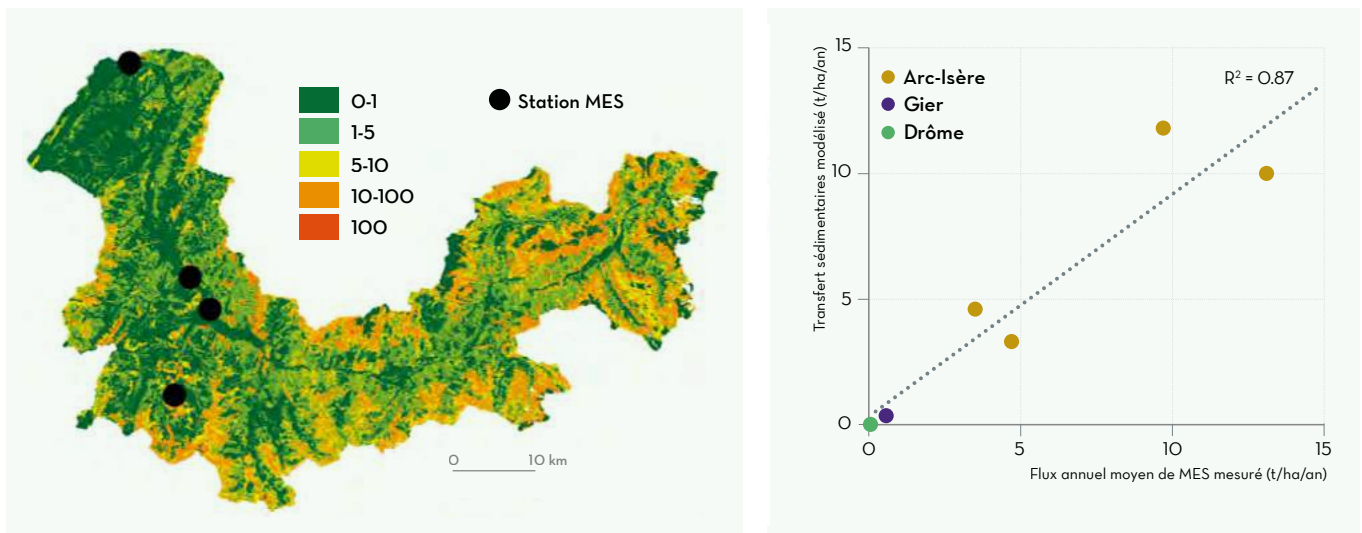 0-1
1-5
5-10
10-100
100
Station MES
0 10 km
Transfert sédimentaires modélisé (t/ha/an)
15
10
5
0
Arc-Isère
Gier
Drôme
R² = 0.87
0 5 10 15
Flux annuel moyen de MES mesuré (t/ha/an)